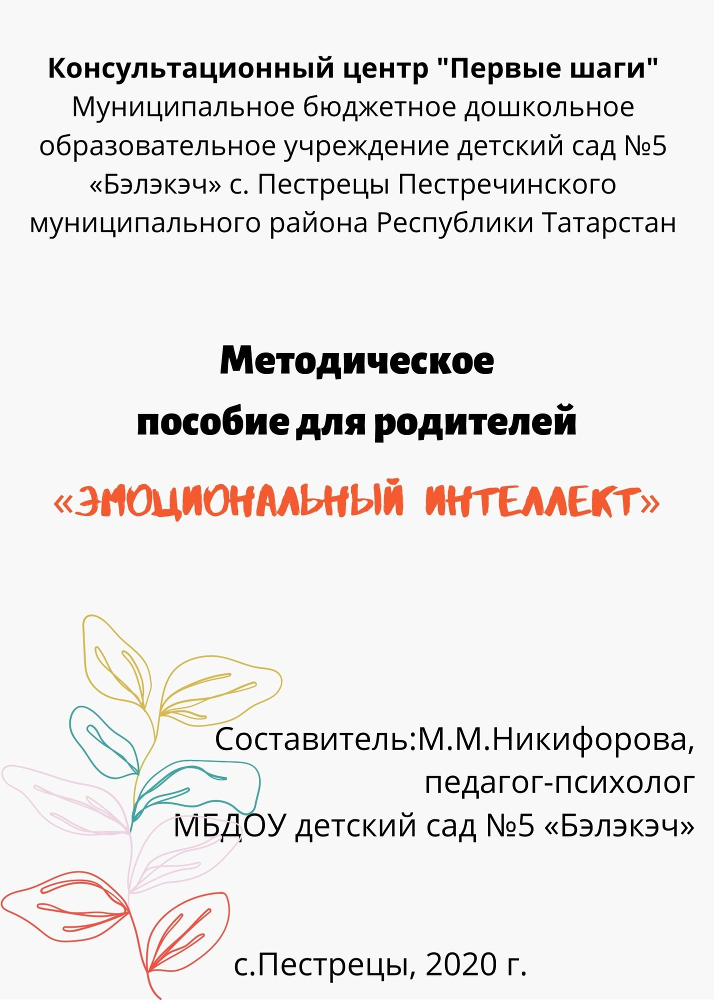 Консультационный центр "Первые шаги"
Муниципальное бюджетное дошкольное
образовательное учреждение детский сад №5
«Бэлэкэч» с. Пестрецы Пестречинского
муниципального района Республики Татарстан
Методическое
пособие для родителей
«ЭМОЦИОНАЛЬНЫЙ ИНТЕЛЛЕКТ»
Составитель:М.М.Никифорова,
педагог-психолог
МБДОУ детский сад №5 «Бэлэкэч»
с.Пестрецы, 2020 г.